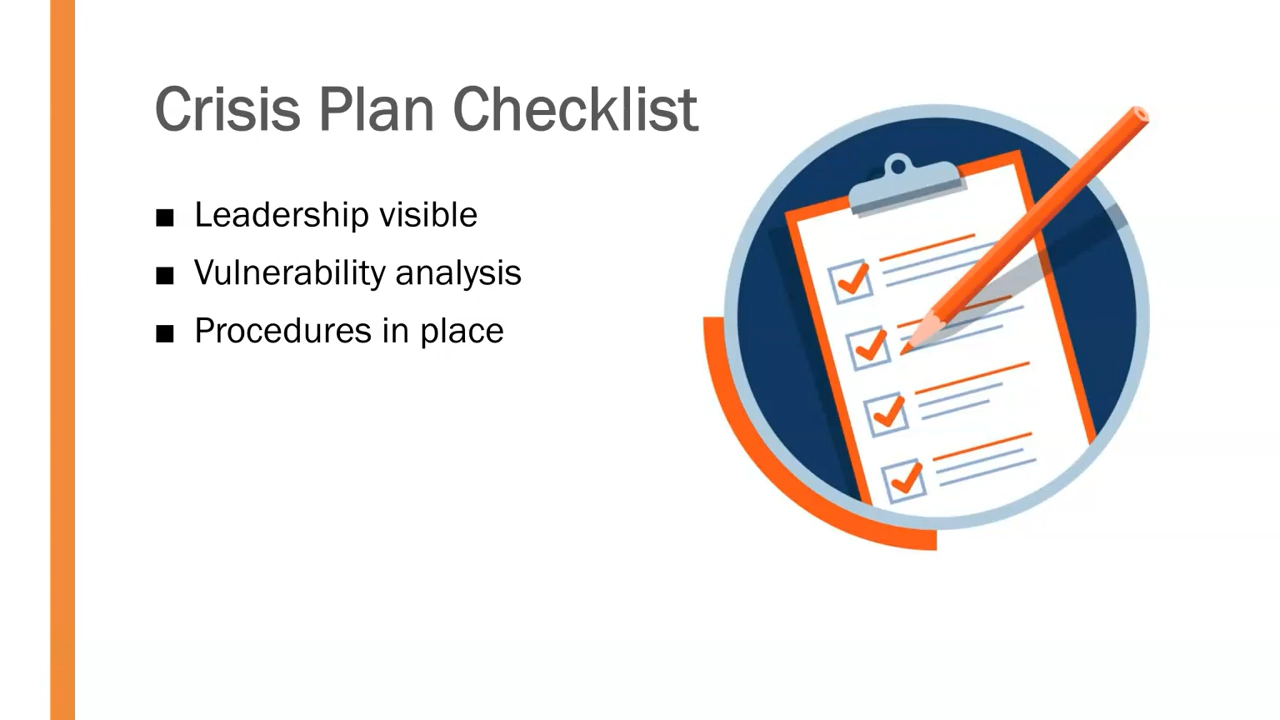 Crisis Plan Checklist
■ Leadership visible
■ Vulnerability analysis
■ Procedures in place